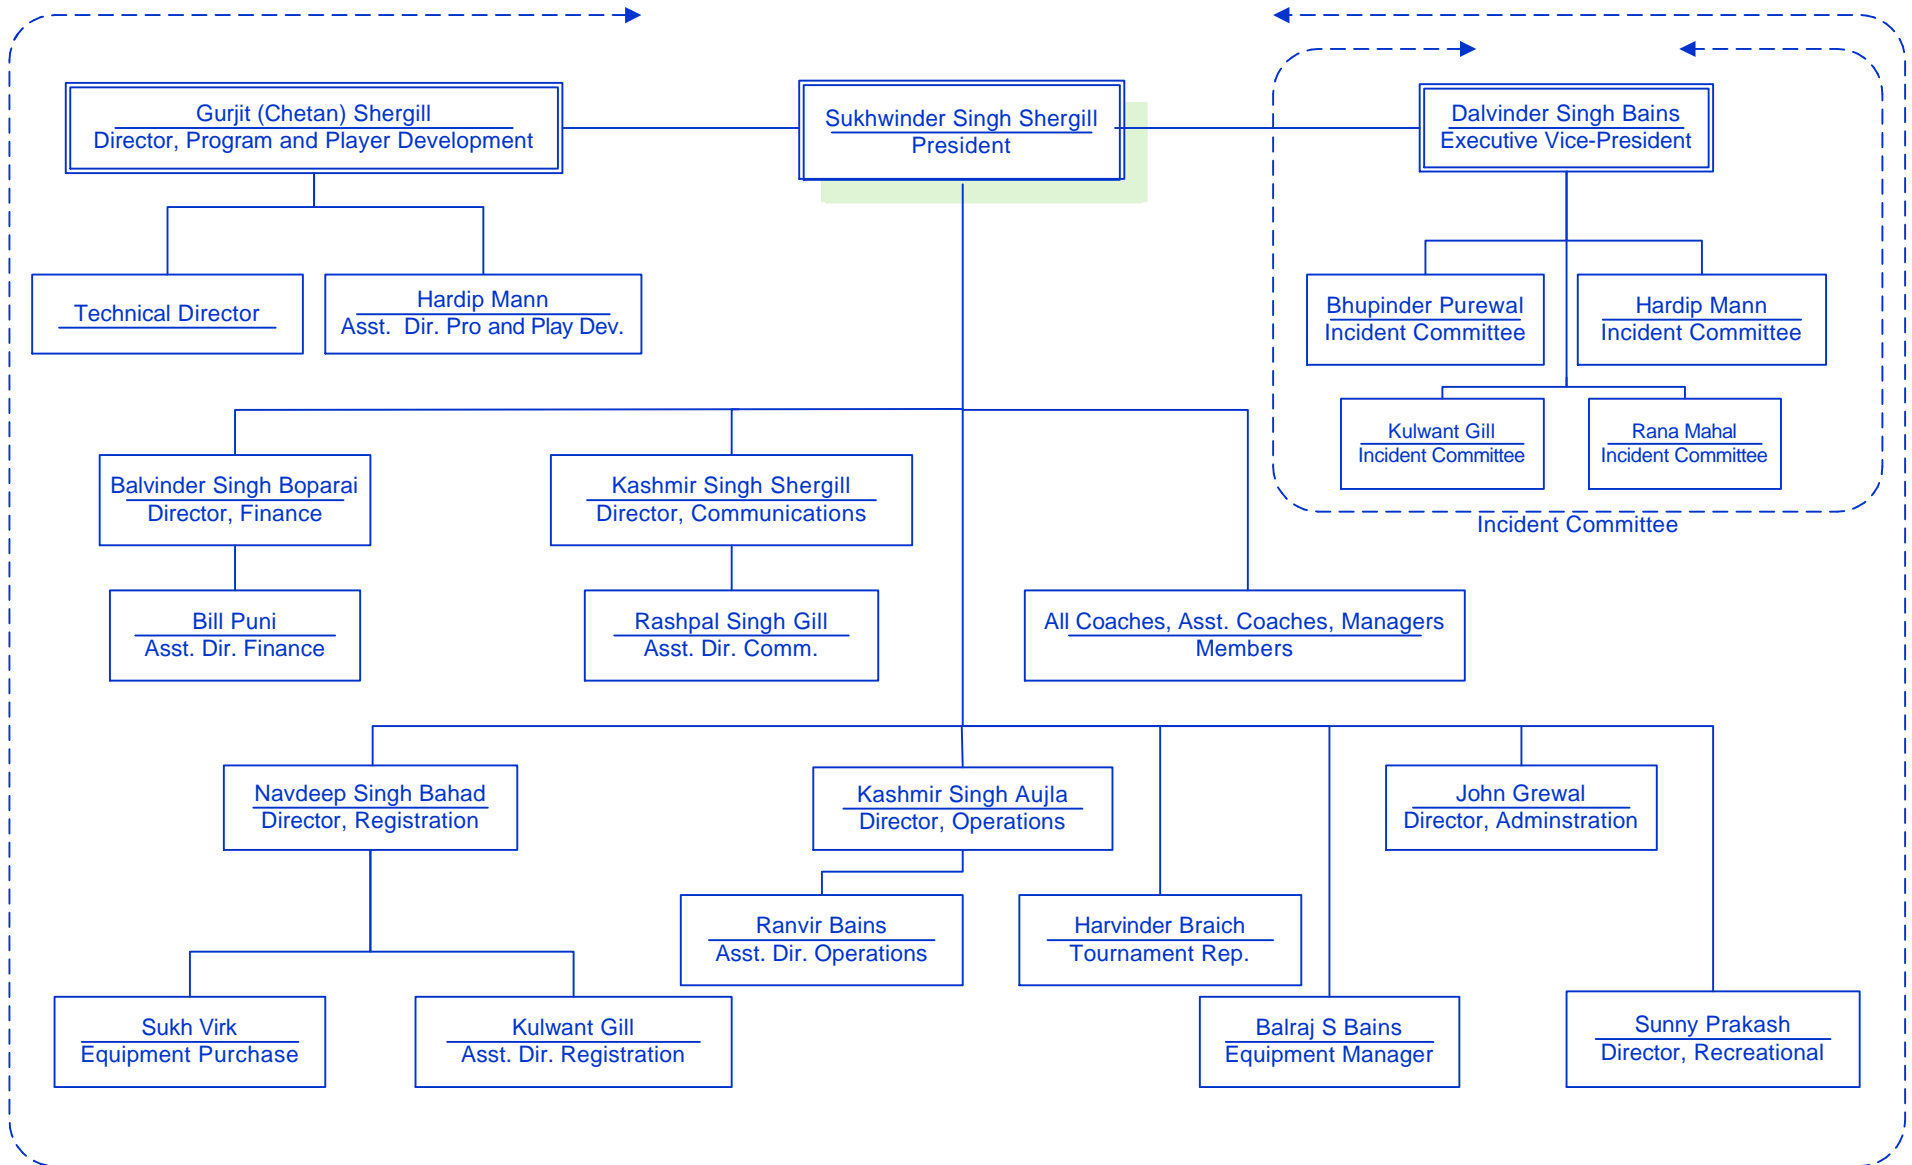 Gurjit (Chetan) Shergill
Director, Program and Player Development
Sukhwinder Singh Shergill
President
Dalvinder Singh Bains
Executive Vice-President
Technical Director
Hardip Mann
Asst. Dir. Pro and Play Dev.
Bhupinder Purewal
Incident Committee
Hardip Mann
Incident Committee
Kulwant Gill
Incident Committee
Rana Mahal
Incident Committee
Incident Committee
Balvinder Singh Boparai
Director, Finance
Kashmir Singh Shergill
Director, Communications
Bill Puni
Asst. Dir. Finance
Rashpal Singh Gill
Asst. Dir. Comm.
All Coaches, Asst. Coaches, Managers
Members
Navdeep Singh Bahad
Director, Registration
Kashmir Singh Aujla
Director, Operations
John Grewal
Director, Adminstration
Ranvir Bains
Asst. Dir. Operations
Harvinder Braich
Tournament Rep.
Sukh Virk
Equipment Purchase
Kulwant Gill
Asst. Dir. Registration
Balraj S Bains
Equipment Manager
Sunny Prakash
Director, Recreational